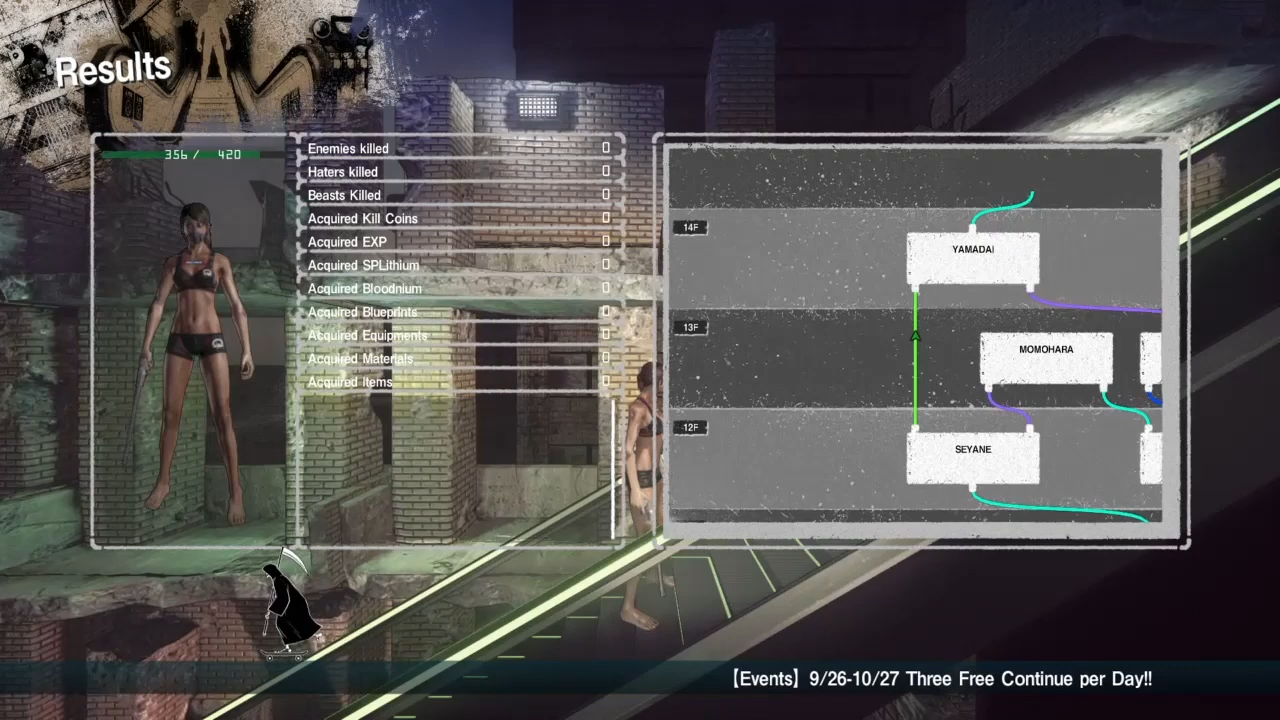 Results
356 / 420
Enemies killed 0
Haters killed 0
Beasts Killed 0
Acquired Kill Coins 0
Acquired EXP 0
Acquired SPLithium 0
Acquired Bloodnium 0
Acquired Blueprints 0
Acquired Equipments 0
Acquired Materials 0
Acquired Items 0
14F
YAMADAI
13F
MOMOHARA
12F
SEYANE
【Events】 9/26-10/27 Three Free Continue per Day!!